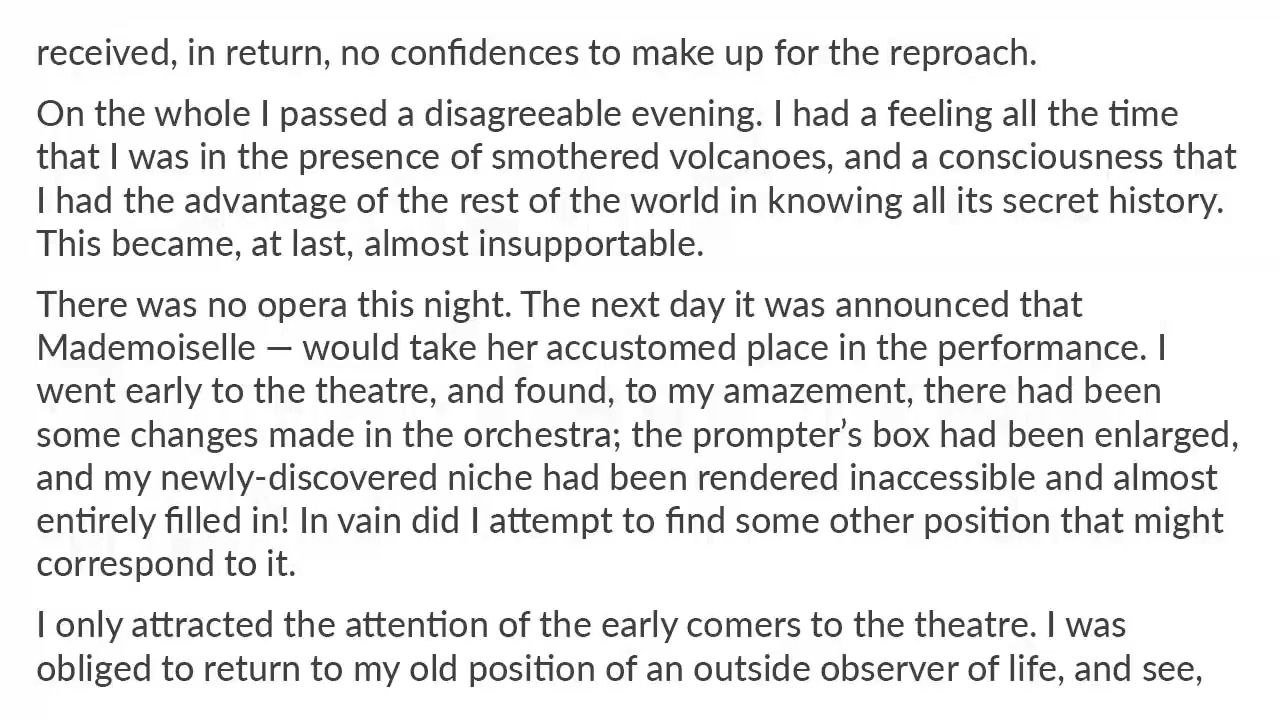 received, in return, no confidences to make up for the reproach.
On the whole I passed a disagreeable evening. I had a feeling all the time
that I was in the presence of smothered volcanoes, and a consciousness that
I had the advantage of the rest of the world in knowing all its secret history.
This became, at last, almost insupportable.
There was no opera this night. The next day it was announced that
Mademoiselle — would take her accustomed place in the performance. I
went early to the theatre, and found, to my amazement, there had been
some changes made in the orchestra; the prompter’s box had been enlarged,
and my newly-discovered niche had been rendered inaccessible and almost
entirely filled in! In vain did I attempt to find some other position that might
correspond to it.
I only attracted the attention of the early comers to the theatre. I was
obliged to return to my old position of an outside observer of life, and see,